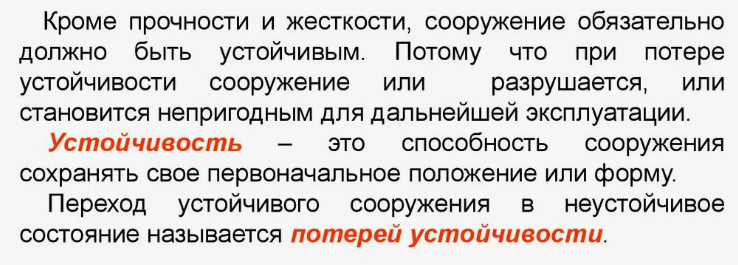 Кроме прочности и жесткости, сооружение обязательно
должно быть устойчивым. Потому что при потере
устойчивости сооружение или разрушается, или
становится непригодным для дальнейшей эксплуатации.
Устойчивость – это способность сооружения
сохранять свое первоначальное положение или форму.
Переход устойчивого сооружения в неустойчивое
состояние называется потерей устойчивости.